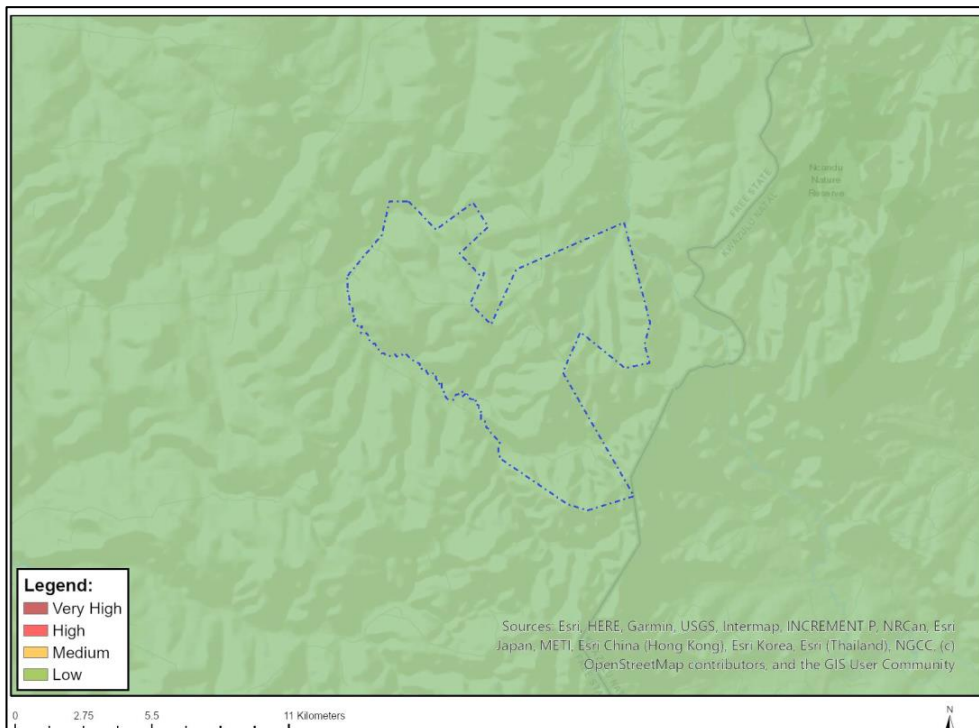 Ncandu
Nature
Reserve
FREE STATE
KWAZULU-NATAL
Legend:
Very High
High
Medium
Low
Sources: Esri, HERE, Garmin, USGS, Intermap, INCREMENT P, NRCan, Esri
Japan, METI, Esri China (Hong Kong), Esri Korea, Esri (Thailand), NGCC, (c)
OpenStreetMap contributors, and the GIS User Community
0 2.75 5.5 11 Kilometers
N